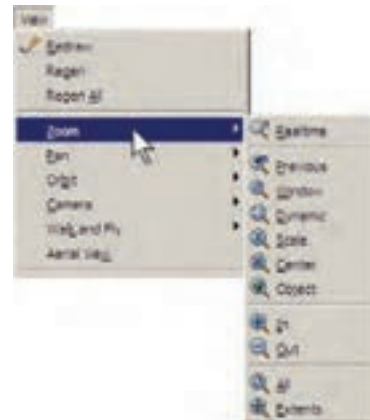 View
Redraw
Regen
Regen All
Zoom
Pan
Orbit
Camera
Walk and Fly
Aerial View
Realtime
Previous
Window
Dynamic
Scale
Center
Object
In
Out
All
Extents